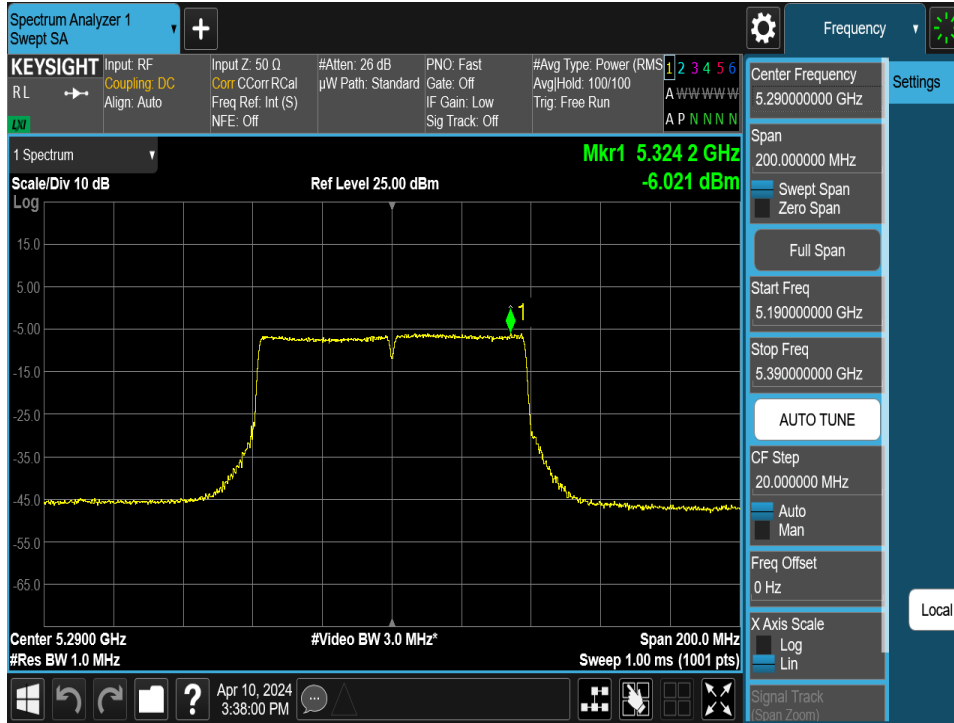 Spectrum Analyzer 1
Swept SA
+
Frequency
KEYSIGHT
RL
LXI
Input: RF
Coupling: DC
Align: Auto
Input Z: 50 Ω
Corr CCorr RCal
Freq Ref: Int (S)
NFE: Off
#Atten: 26 dB
µW Path: Standard
PNO: Fast
Gate: Off
IF Gain: Low
Sig Track: Off
#Avg Type: Power (RMS
Avg|Hold: 100/100
Trig: Free Run
1 2 3 4 5 6
A W W W W W
A P N N N N
1 Spectrum
Scale/Div 10 dB
Log
Ref Level 25.00 dBm
Mkr1 5.324 2 GHz
-6.021 dBm
15.0
5.00
-5.00
-15.0
-25.0
-35.0
-45.0
-55.0
-65.0
1
Center 5.2900 GHz
#Video BW 3.0 MHz*
Span 200.0 MHz
#Res BW 1.0 MHz
Sweep 1.00 ms (1001 pts)
Center Frequency
5.290000000 GHz
Settings
Span
200.000000 MHz
Swept Span
Zero Span
Full Span
Start Freq
5.190000000 GHz
Stop Freq
5.390000000 GHz
AUTO TUNE
CF Step
20.000000 MHz
Auto
Man
Freq Offset
0 Hz
Local
X Axis Scale
Log
Lin
Signal Track
(Span Zoom)
?
Apr 10, 2024
3:38:00 PM